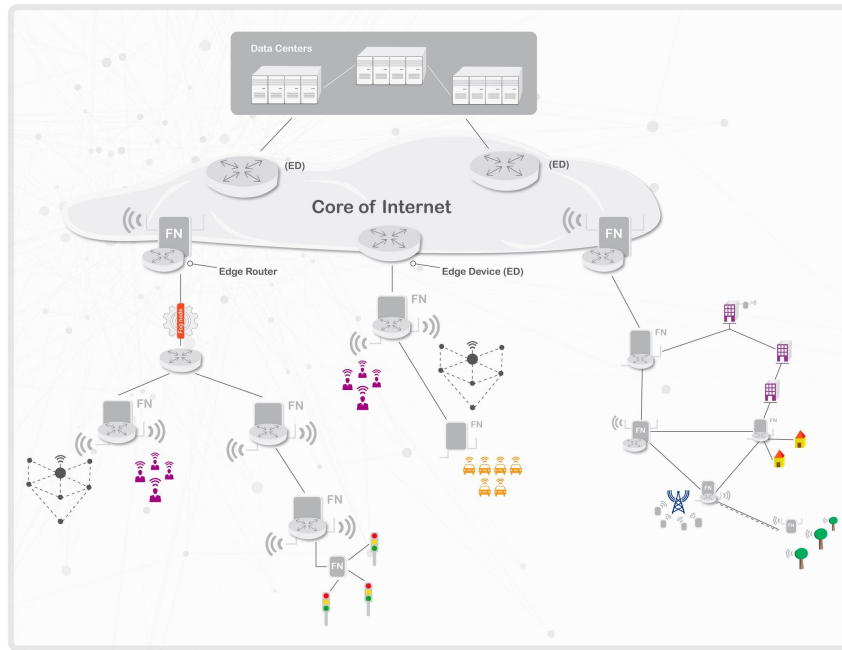 Data Centers
(ED)
(ED)
Core of Internet
FN
FN
Edge Router
Edge Device (ED)
FN
Fog node
FN
FN
FN
FN
FN
FN
FN
FN
FN
FN
FN